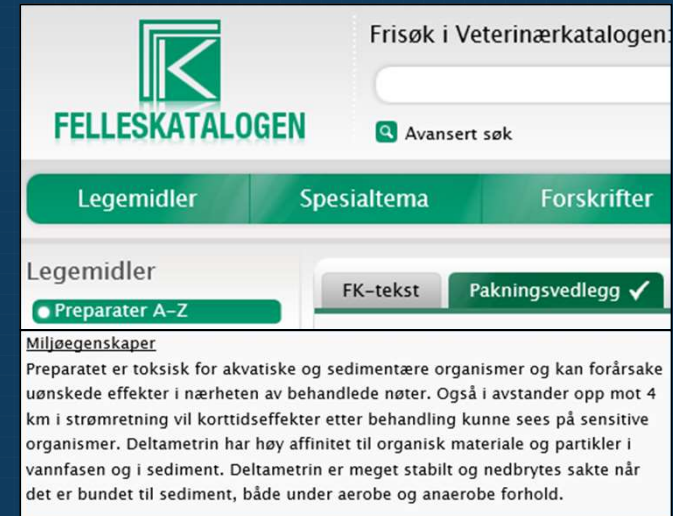 FELLESKATALOGEN
Frisøk i Veterinærkatalogen:
Avansert søk
Legemidler
Spesialtema
Forskrifter
Legemidler
Preparater A-Z
FK-tekst
Pakningsvedlegg
Miljøegenskaper
Preparatet er toksisk for akvatiske og sedimentære organismer og kan forårsake
uønskede effekter i nærheten av behandlede nøter. Også i avstander opp mot 4
km i strømretning vil korttidseffekter etter behandling kunne sees på sensitive
organismer. Deltametrin har høy affinitet til organisk materiale og partikler i
vannfasen og i sediment. Deltametrin er meget stabilt og nedbrytes sakte når
det er bundet til sediment, både under aerobe og anaerobe forhold.